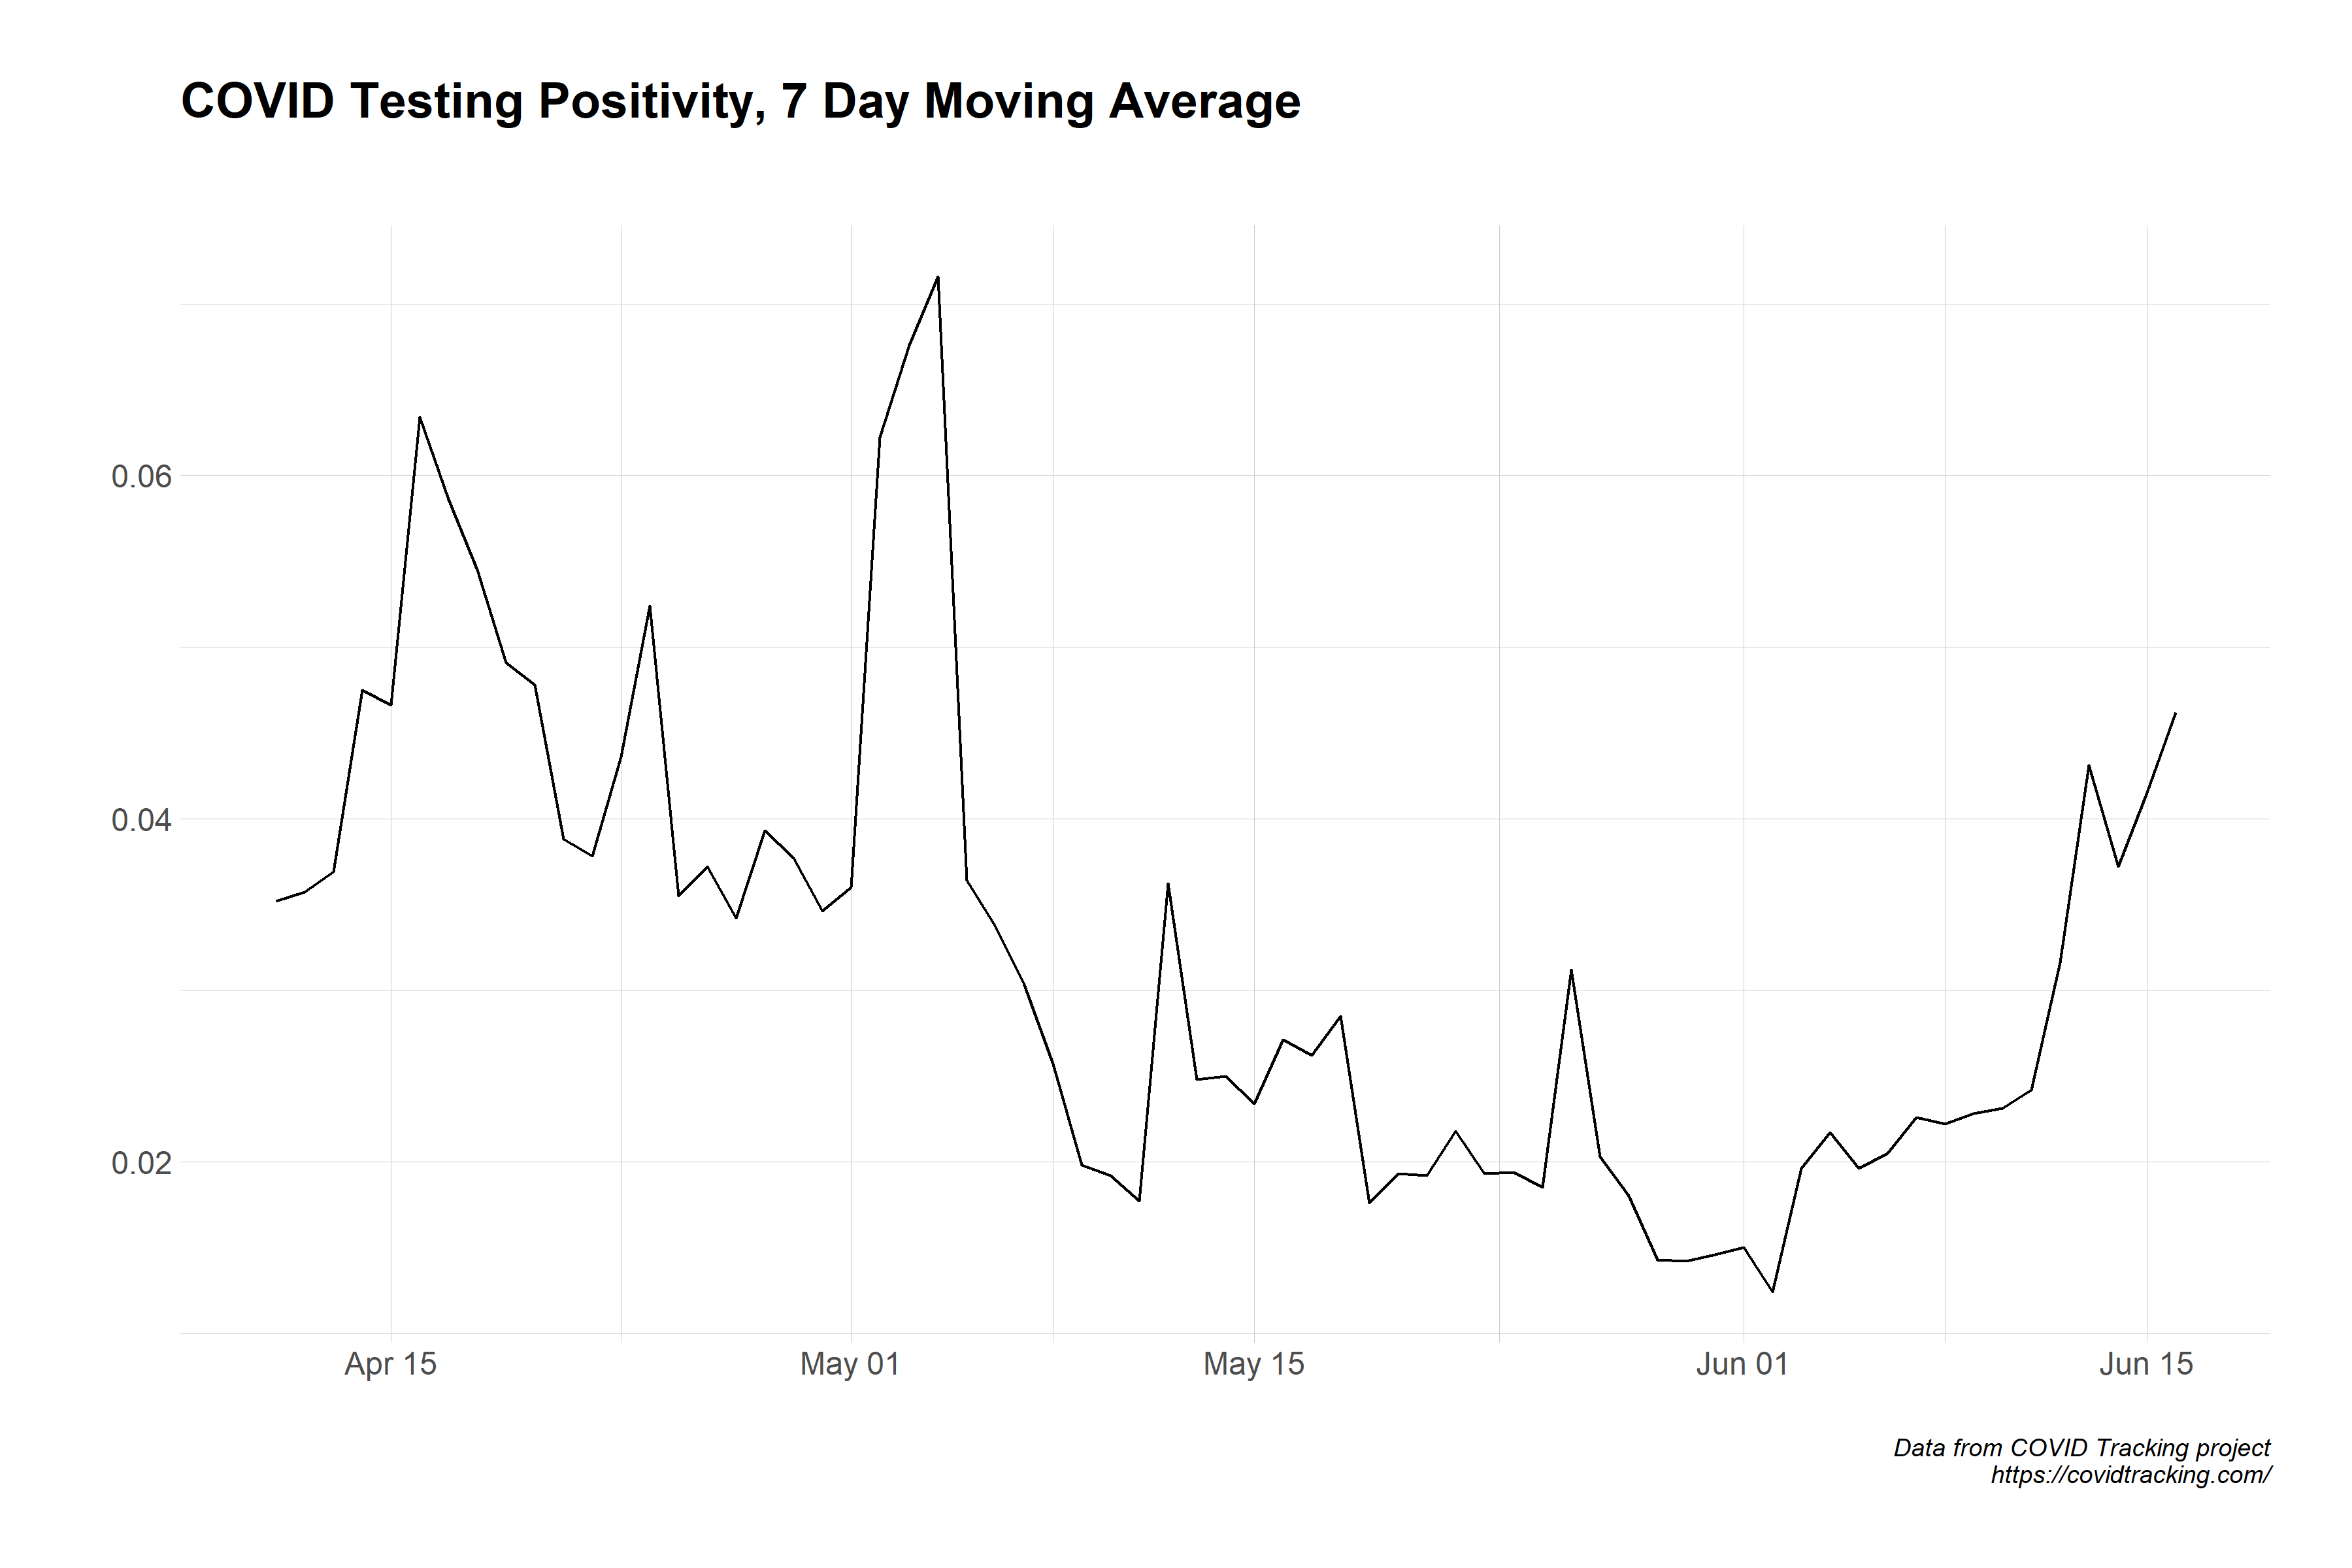 COVID Testing Positivity, 7 Day Moving Average
0.06
0.04
0.02
Apr 15 May 01 May 15 Jun 01 Jun 15
Data from COVID Tracking project
https://covidtracking.com/